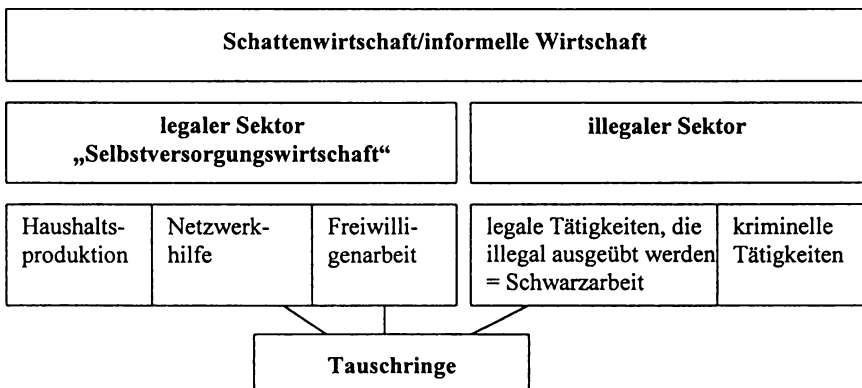 Schattenwirtschaft/informelle Wirtschaft
legaler Sektor
„Selbstversorgungswirtschaft“
illegaler Sektor
Haushalts-
produktion
Netzwerk-
hilfe
Freiwilli-
genarbeit
legale Tätigkeiten, die
illegal ausgeübt werden
= Schwarzarbeit
kriminelle
Tätigkeiten
Tauschringe